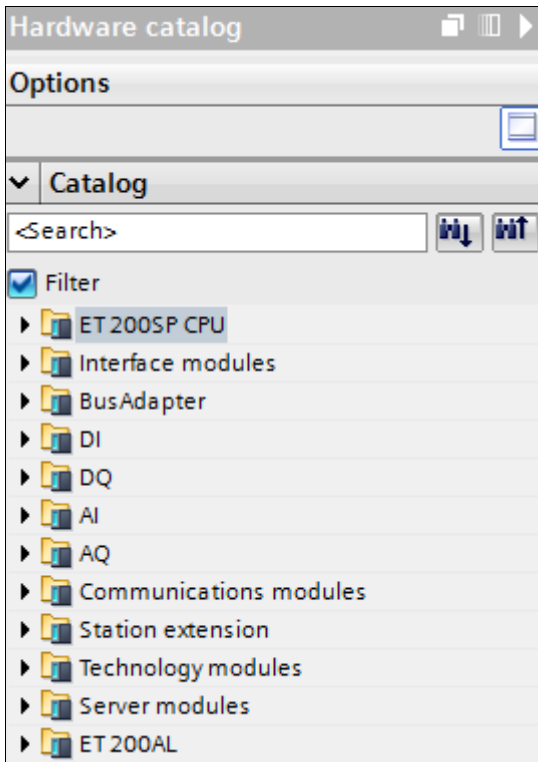 Hardware catalog
Options
Catalog
<Search>
Filter
ET 200SP CPU
Interface modules
BusAdapter
DI
DQ
AI
AQ
Communications modules
Station extension
Technology modules
Server modules
ET 200AL